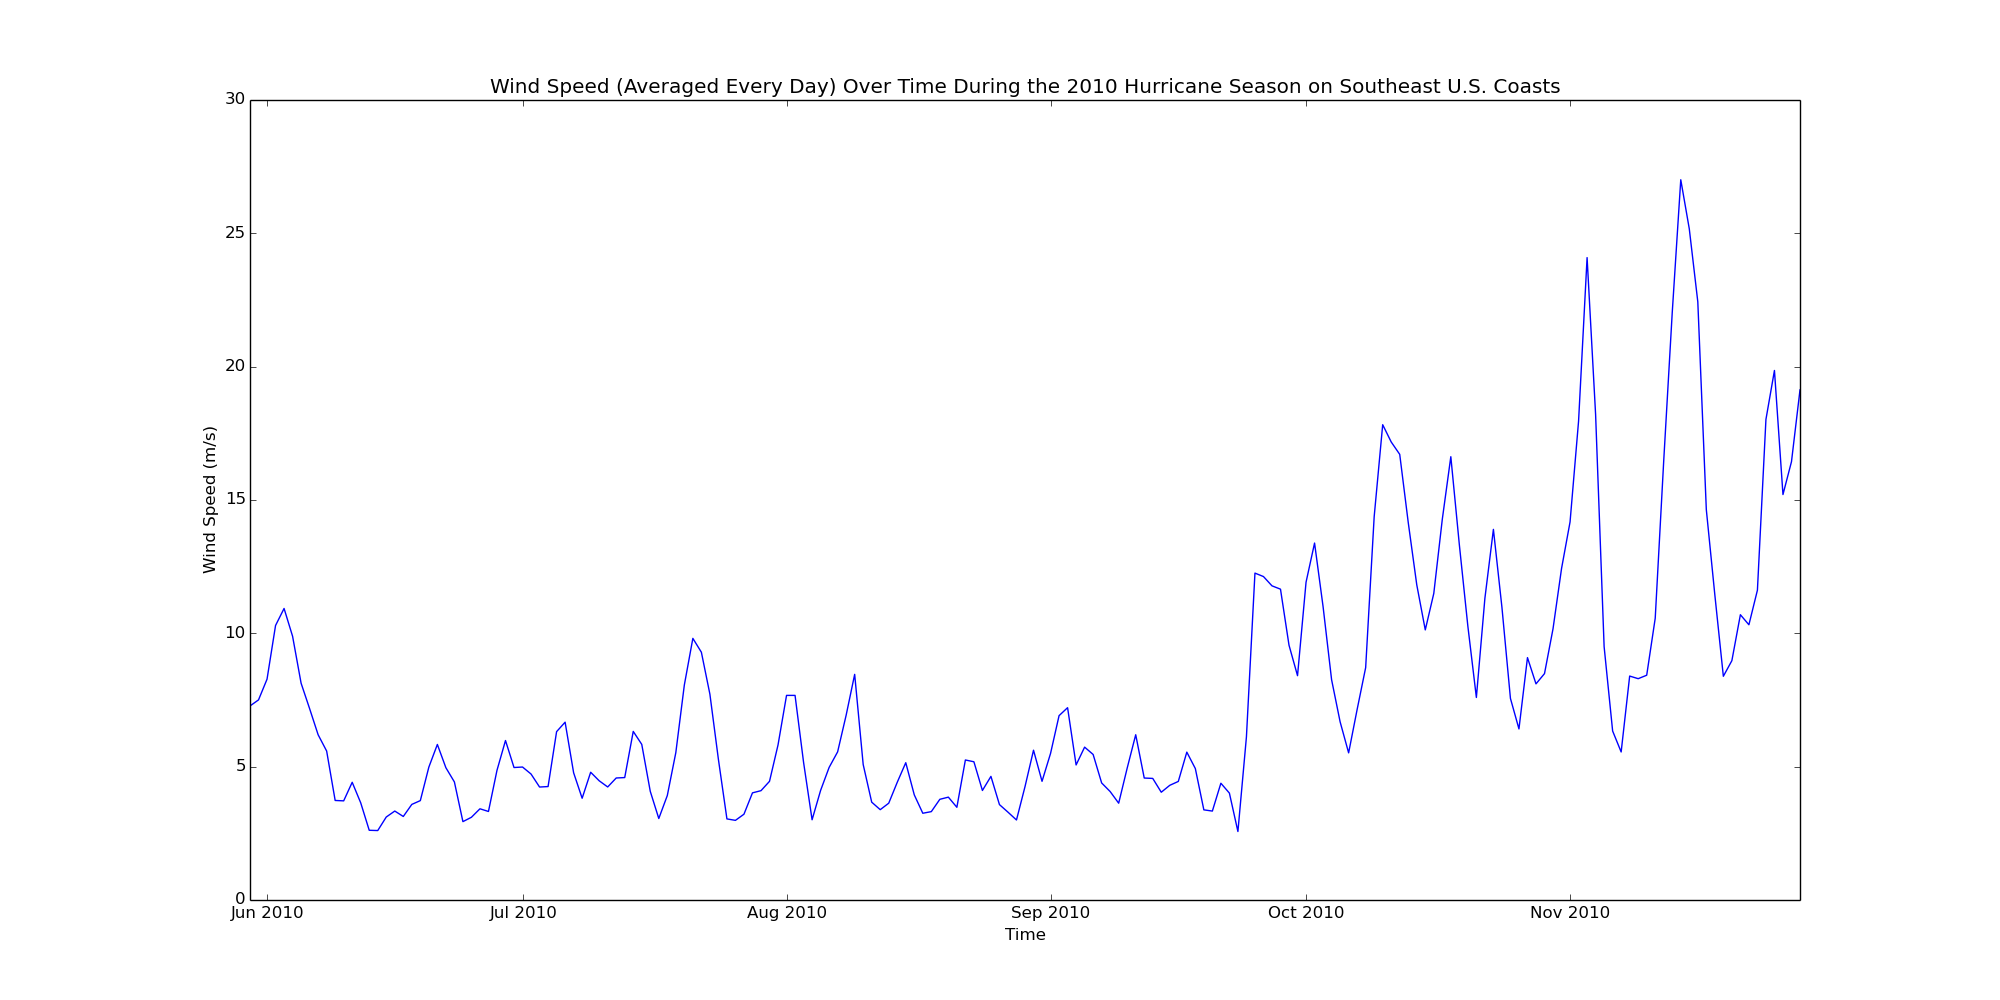 Wind Speed (Averaged Every Day) Over Time During the 2010 Hurricane Season on Southeast U.S. Coasts
30
25
20
15
10
5
0
Wind Speed (m/s)
Jun 2010 Jul 2010 Aug 2010 Sep 2010 Oct 2010 Nov 2010
Time